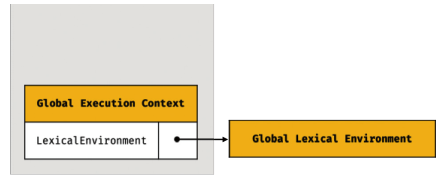 Global Execution Context
LexicalEnvironment
Global Lexical Environment